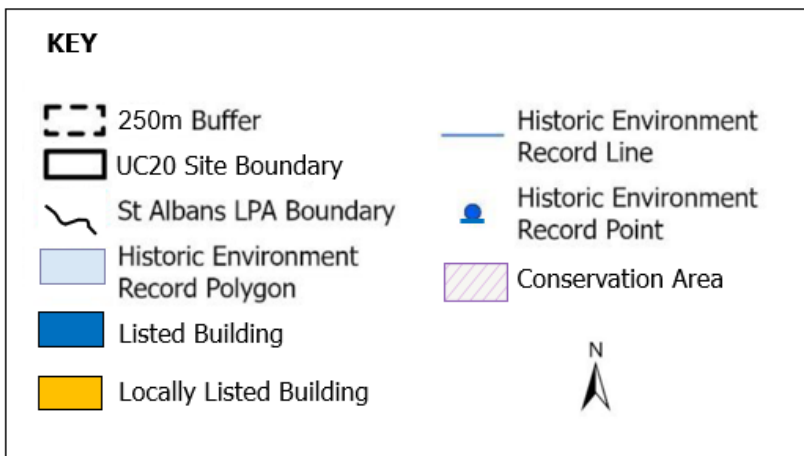 KEY
250m Buffer
UC20 Site Boundary
St Albans LPA Boundary
Historic Environment
Record Polygon
Listed Building
Locally Listed Building
Historic Environment
Record Line
Historic Environment
Record Point
Conservation Area
N